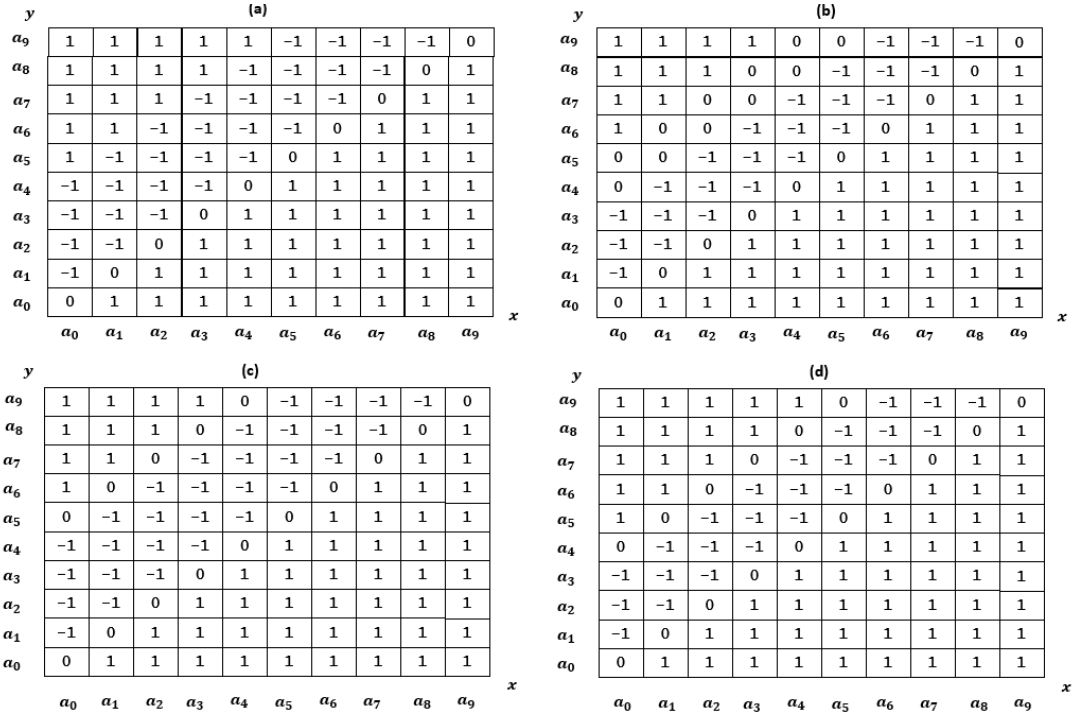 (a)
y
a₉ 1 1 1 1 1 −1 −1 −1 −1 0
a₈ 1 1 1 1 −1 −1 −1 −1 0 1
a₇ 1 1 1 −1 −1 −1 −1 0 1 1
a₆ 1 1 −1 −1 −1 −1 0 1 1 1
a₅ 1 −1 −1 −1 −1 0 1 1 1 1
a₄ −1 −1 −1 −1 0 1 1 1 1 1
a₃ −1 −1 −1 0 1 1 1 1 1 1
a₂ −1 −1 0 1 1 1 1 1 1 1
a₁ −1 0 1 1 1 1 1 1 1 1
a₀ 0 1 1 1 1 1 1 1 1 1
x
a₀ a₁ a₂ a₃ a₄ a₅ a₆ a₇ a₈ a₉
(b)
y
a₉ 1 1 1 1 0 0 −1 −1 −1 0
a₈ 1 1 1 0 0 −1 −1 −1 0 1
a₇ 1 1 0 0 −1 −1 −1 0 1 1
a₆ 1 0 0 −1 −1 −1 0 1 1 1
a₅ 0 0 −1 −1 −1 0 1 1 1 1
a₄ 0 −1 −1 −1 0 1 1 1 1 1
a₃ −1 −1 −1 0 1 1 1 1 1 1
a₂ −1 −1 0 1 1 1 1 1 1 1
a₁ −1 0 1 1 1 1 1 1 1 1
a₀ 0 1 1 1 1 1 1 1 1 1
x
a₀ a₁ a₂ a₃ a₄ a₅ a₆ a₇ a₈ a₉
(c)
y
a₉ 1 1 1 1 0 −1 −1 −1 −1 0
a₈ 1 1 1 0 −1 −1 −1 −1 0 1
a₇ 1 1 0 −1 −1 −1 −1 0 1 1
a₆ 1 0 −1 −1 −1 −1 0 1 1 1
a₅ 0 −1 −1 −1 −1 0 1 1 1 1
a₄ −1 −1 −1 −1 0 1 1 1 1 1
a₃ −1 −1 −1 0 1 1 1 1 1 1
a₂ −1 −1 0 1 1 1 1 1 1 1
a₁ −1 0 1 1 1 1 1 1 1 1
a₀ 0 1 1 1 1 1 1 1 1 1
x
a₀ a₁ a₂ a₃ a₄ a₅ a₆ a₇ a₈ a₉
(d)
y
a₉ 1 1 1 1 1 0 −1 −1 −1 0
a₈ 1 1 1 1 0 −1 −1 −1 0 1
a₇ 1 1 1 0 −1 −1 −1 0 1 1
a₆ 1 1 0 −1 −1 −1 0 1 1 1
a₅ 1 0 −1 −1 −1 0 1 1 1 1
a₄ 0 −1 −1 −1 0 1 1 1 1 1
a₃ −1 −1 −1 0 1 1 1 1 1 1
a₂ −1 −1 0 1 1 1 1 1 1 1
a₁ −1 0 1 1 1 1 1 1 1 1
a₀ 0 1 1 1 1 1 1 1 1 1
x
a₀ a₁ a₂ a₃ a₄ a₅ a₆ a₇ a₈ a₉